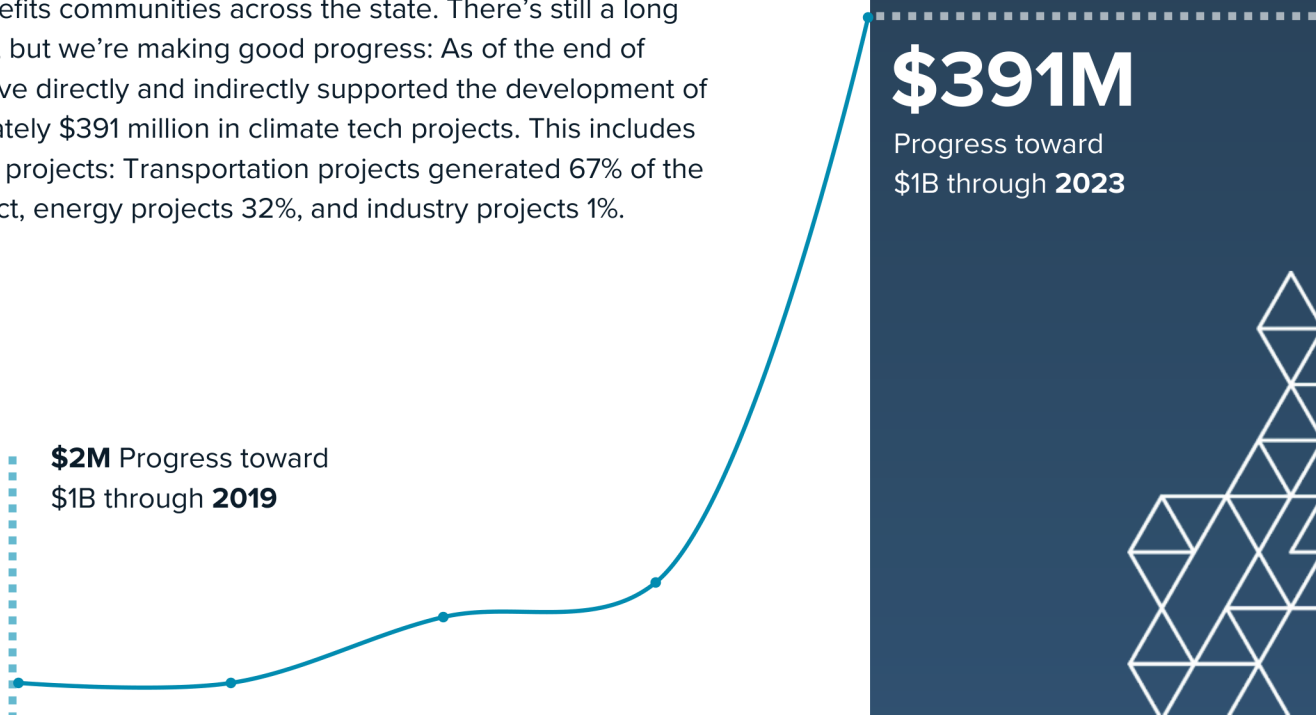 efits communities across the state. There’s still a long
but we’re making good progress: As of the end of
ve directly and indirectly supported the development of
ately $391 million in climate tech projects. This includes
projects: Transportation projects generated 67% of the
ct, energy projects 32%, and industry projects 1%.
$391M
Progress toward
$1B through 2023
$2M Progress toward
$1B through 2019